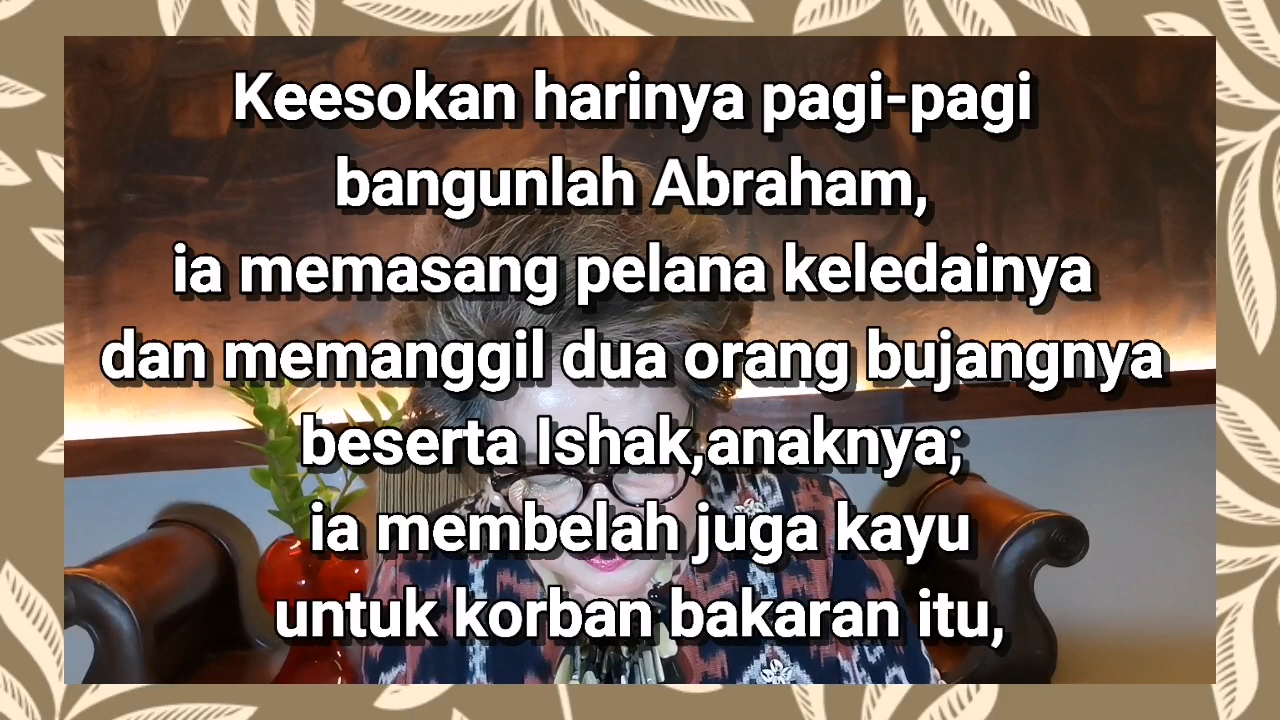 Keesokan harinya pagi-pagi
bangunlah Abraham,
ia memasang pelana keledainya
dan memanggil dua orang bujangnya
beserta Ishak,anaknya;
ia membelah juga kayu
untuk korban bakaran itu,